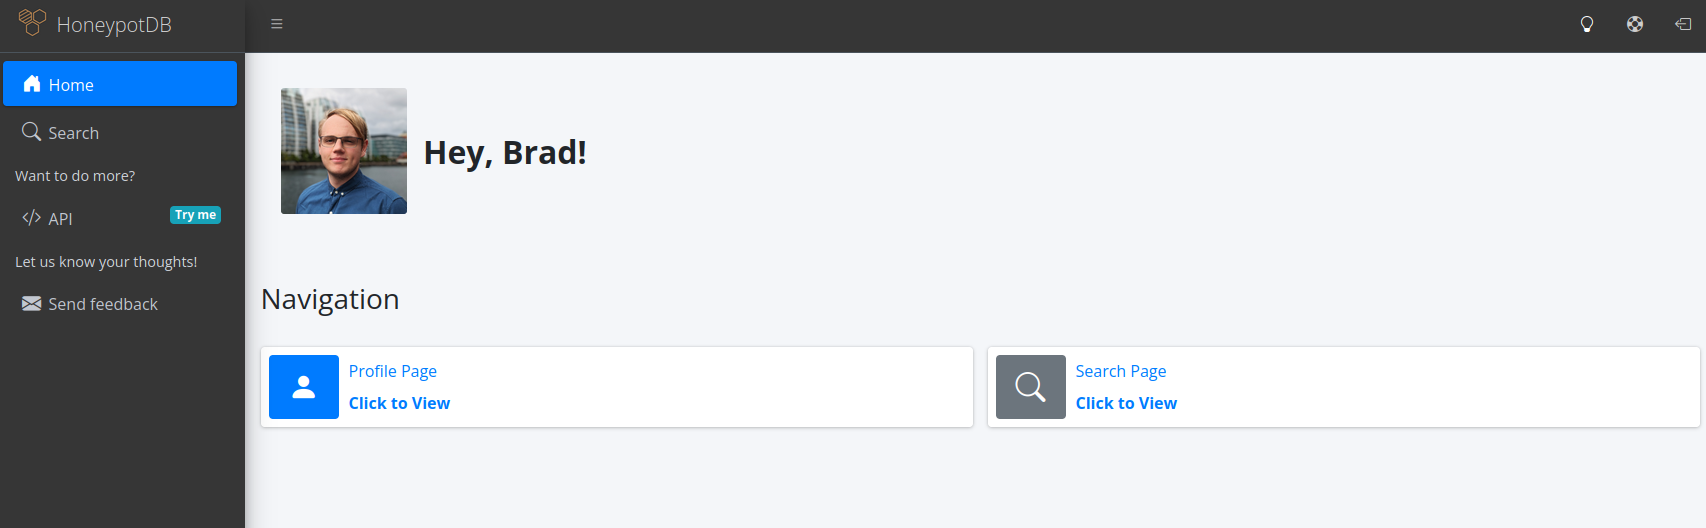 HoneypotDB
Home
Search
Want to do more?
API
Try me
Let us know your thoughts!
Send feedback
Hey, Brad!
Navigation
Profile Page
Click to View
Search Page
Click to View